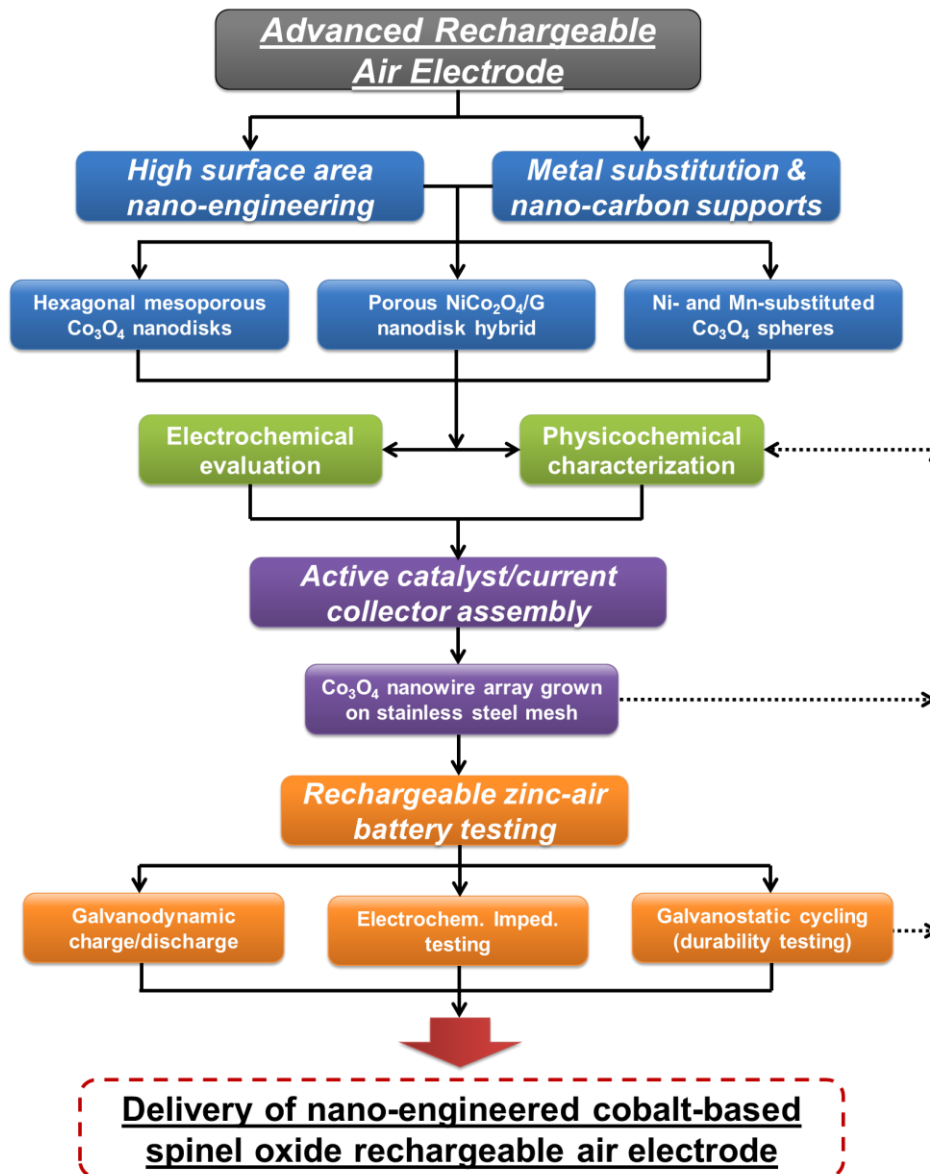 Advanced Rechargeable
Air Electrode
High surface area
nano-engineering
Metal substitution &
nano-carbon supports
Hexagonal mesoporous
Co₃O₄ nanodisks
Porous NiCo₂O₄/G
nanodisk hybrid
Ni- and Mn-substituted
Co₃O₄ spheres
Electrochemical
evaluation
Physicochemical
characterization
Active catalyst/current
collector assembly
Co₃O₄ nanowire array grown
on stainless steel mesh
Rechargeable zinc-air
battery testing
Galvanodynamic
charge/discharge
Electrochem. Imped.
testing
Galvanostatic cycling
(durability testing)
Delivery of nano-engineered cobalt-based
spinel oxide rechargeable air electrode